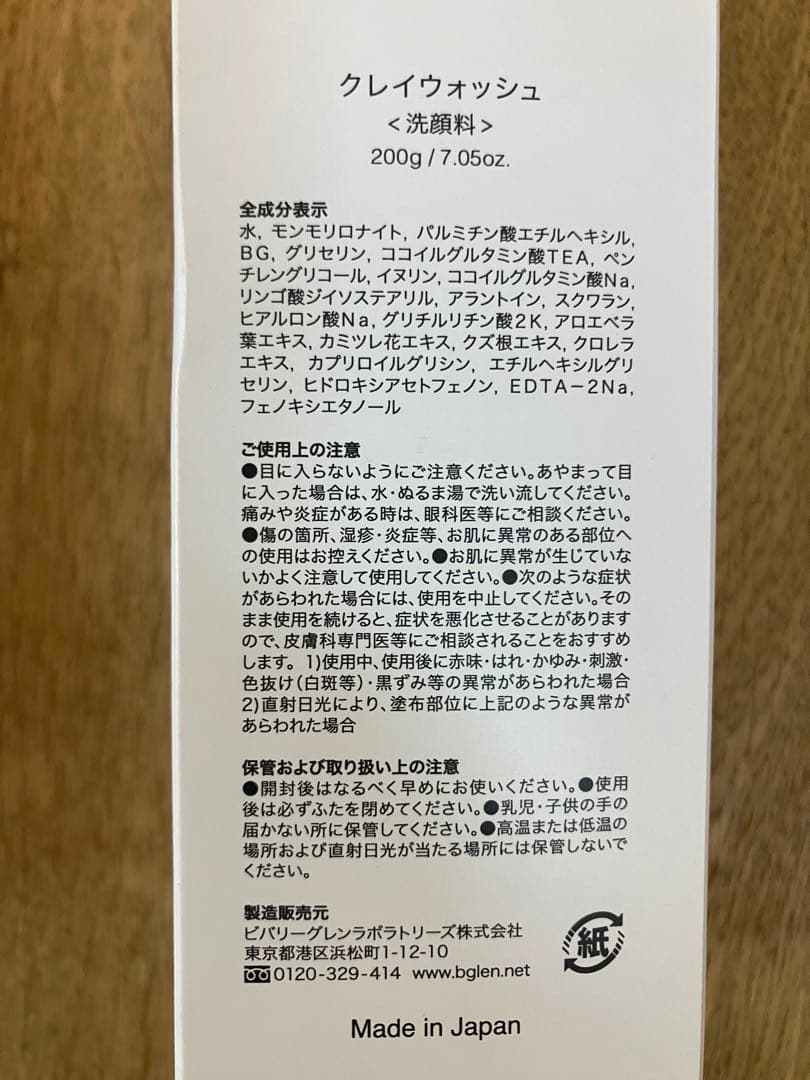 クレイウォッシュ
<洗顔料>
200g / 7.05oz.
全成分表示
水, モンモリロナイト, パルミチン酸エチルヘキシル,
BG, グリセリン, ココイルグルタミン酸TEA, ペン
チレングリコール, イヌリン, ココイルグルタミン酸Na,
リンゴ酸ジイソステアリル, アラントイン, スクワラン,
ヒアルロン酸Na, グリチルリチン酸2K, アロエベラ
葉エキス, カミツレ花エキス, クズ根エキス, クロレラ
エキス, カプリロイルグリシン, エチルヘキシルグリ
セリン, ヒドロキシアセトフェノン, EDTA−2Na,
フェノキシエタノール
ご使用上の注意
●目に入らないようにご注意ください。あやまって目
に入った場合は、水・ぬるま湯で洗い流してください。
痛みや炎症がある時は、眼科医等にご相談ください。
●傷の箇所、湿疹・炎症等、お肌に異常のある部位へ
の使用はお控えください。●お肌に異常が生じていな
いかよく注意して使用してください。●次のような症状
があらわれた場合には、使用を中止してください。その
まま使用を続けると、症状を悪化させることがあります
ので、皮膚科専門医等にご相談されることをおすすめ
します。 1)使用中、使用後に赤味・はれ・かゆみ・刺激・
色抜け(白斑等)・黒ずみ等の異常があらわれた場合
2)直射日光により、塗布部位に上記のような異常が
あらわれた場合
保管および取り扱い上の注意
●開封後はなるべく早めにお使いください。●使用
後は必ずふたを閉めてください。●乳児・子供の手の
届かない所に保管してください。●高温または低温の
場所および直射日光が当たる場所には保管しないで
ください。
製造販売元
ビバリーグレンラボラトリーズ株式会社
東京都港区浜松町1-12-10
0120-329-414 www.bglen.net
紙
Made in Japan